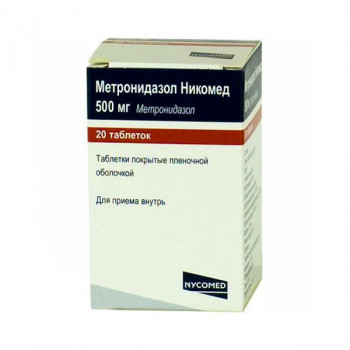 Метронидазол Никомед
500 мг Метронидазол
20 таблеток
Таблетки покрытые пленочной
оболочкой
Для приема внутрь
NYCOMED